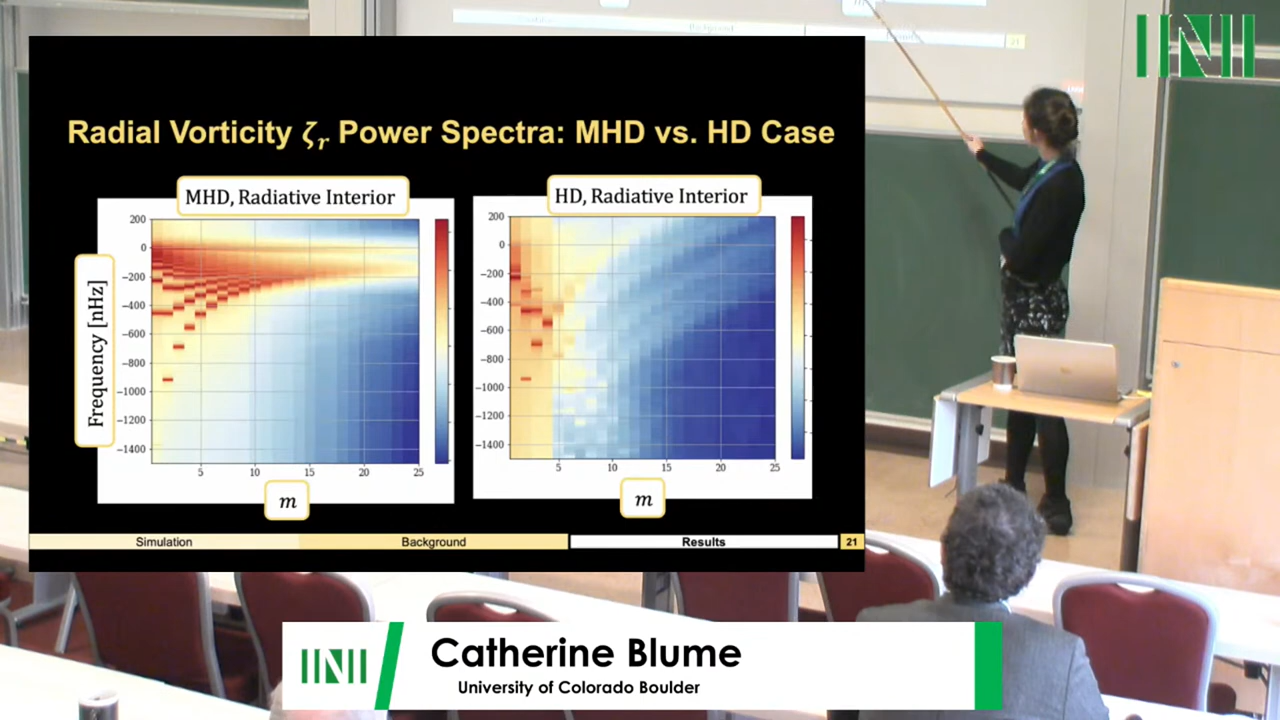 INI
Radial Vorticity ζr Power Spectra: MHD vs. HD Case
MHD, Radiative Interior
HD, Radiative Interior
Frequency [nHz]
200
0
−200
−400
−600
−800
−1000
−1200
−1400
5
10
15
20
25
m
200
0
−200
−400
−600
−800
−1000
−1200
−1400
5
10
15
20
25
m
Simulation
Background
Results
21
INI
Catherine Blume
University of Colorado Boulder